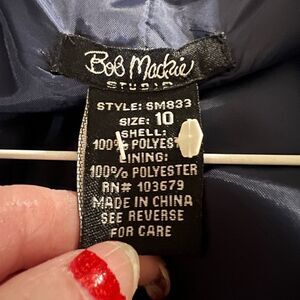 Bob Mackie
STUDIO
STYLE: SM833
SIZE: 10
SHELL:
100% POLYES
LINING:
100% POLYESTER
RN# 103679
MADE IN CHINA
SEE REVERSE
FOR CARE